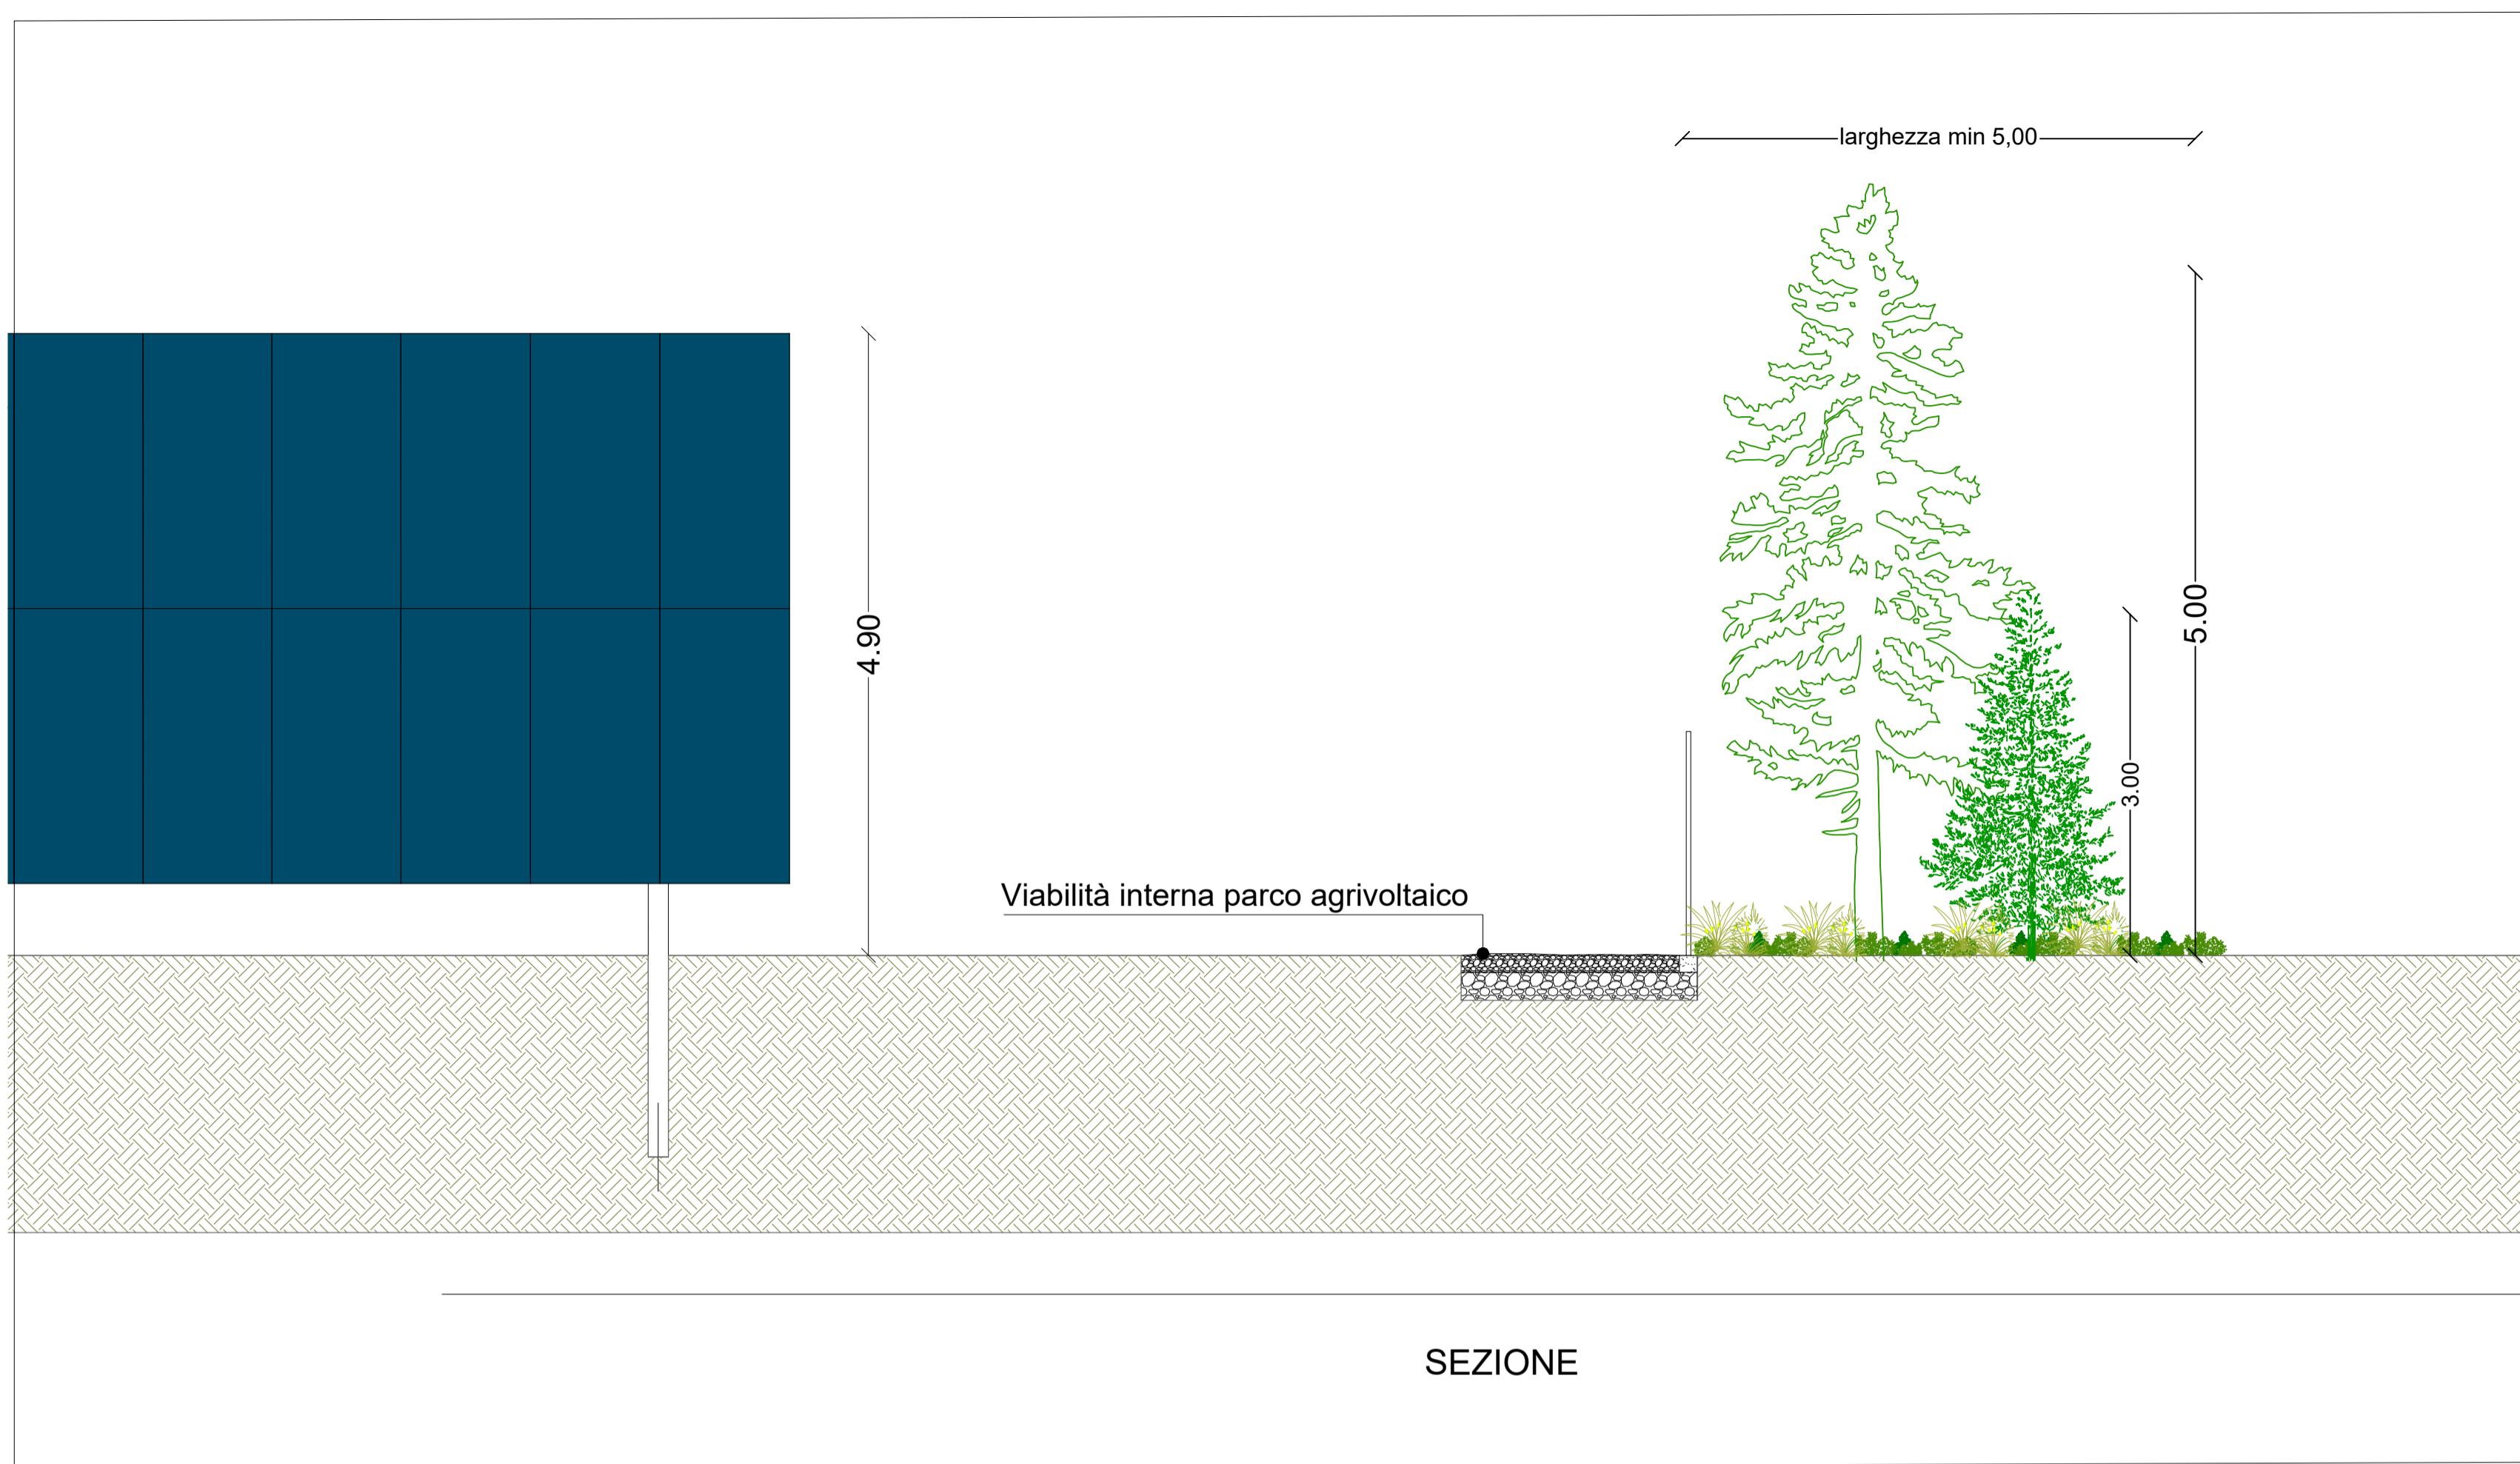 larghezza min 5,00
4.90
5.00
3.00
Viabilità interna parco agrivoltaico
SEZIONE